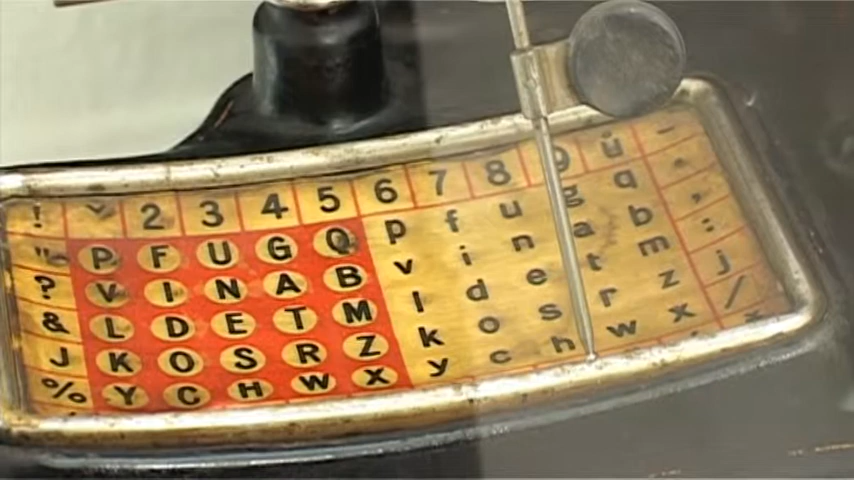 ! 2 3 4 5 6 7 8 9 ü -
" P F U G Q p f u g q .
? V I N A B v i n a b ,
& L D E T M l d e t m :
J K O S R Z k o s r z j
% Y C H W X y c h w x /